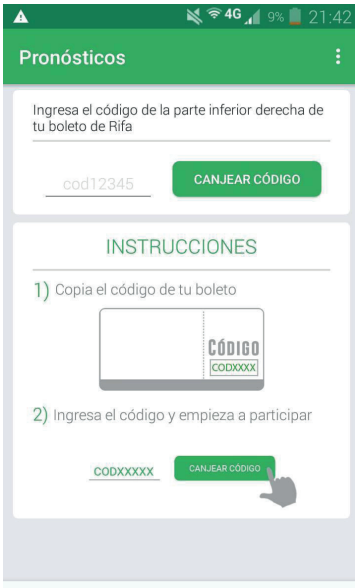 4G 9% 21:42
Pronósticos
Ingresa el código de la parte inferior derecha de
tu boleto de Rifa
cod12345
CANJEAR CÓDIGO
INSTRUCCIONES
1) Copia el código de tu boleto
CÓDIGO
CODXXXX
2) Ingresa el código y empieza a participar
CODXXXXX
CANJEAR CÓDIGO